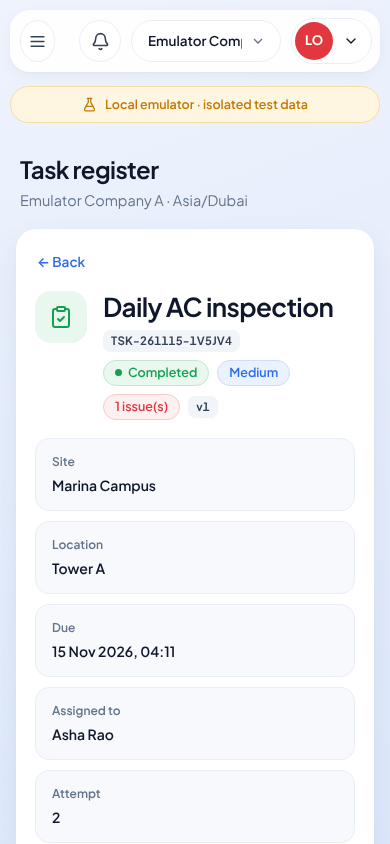 Emulator Com
LO
Local emulator · isolated test data
Task register
Emulator Company A · Asia/Dubai
← Back
Daily AC inspection
TSK-261115-1V5JV4
Completed
Medium
1 issue(s)
v1
Site
Marina Campus
Location
Tower A
Due
15 Nov 2026, 04:11
Assigned to
Asha Rao
Attempt
2